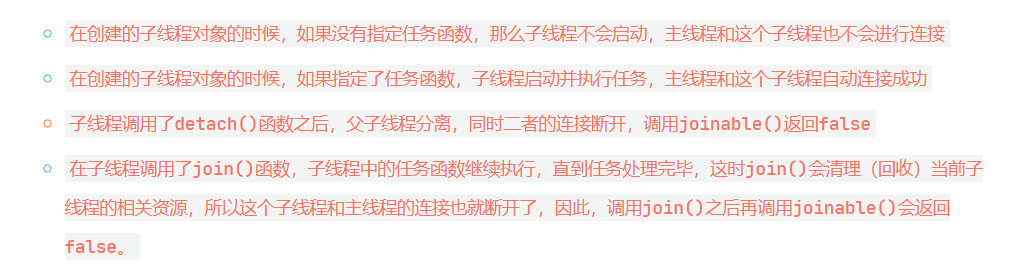 在创建的子线程对象的时候，如果没有指定任务函数，那么子线程不会启动，主线程和这个子线程也不会进行连接
在创建的子线程对象的时候，如果指定了任务函数，子线程启动并执行任务，主线程和这个子线程自动连接成功
子线程调用了detach()函数之后，父子线程分离，同时二者的连接断开，调用joinable()返回false
在子线程调用了join()函数，子线程中的任务函数继续执行，直到任务处理完毕，这时join()会清理（回收）当前子
线程的相关资源，所以这个子线程和主线程的连接也就断开了，因此，调用join()之后再调用joinable()会返回
false。